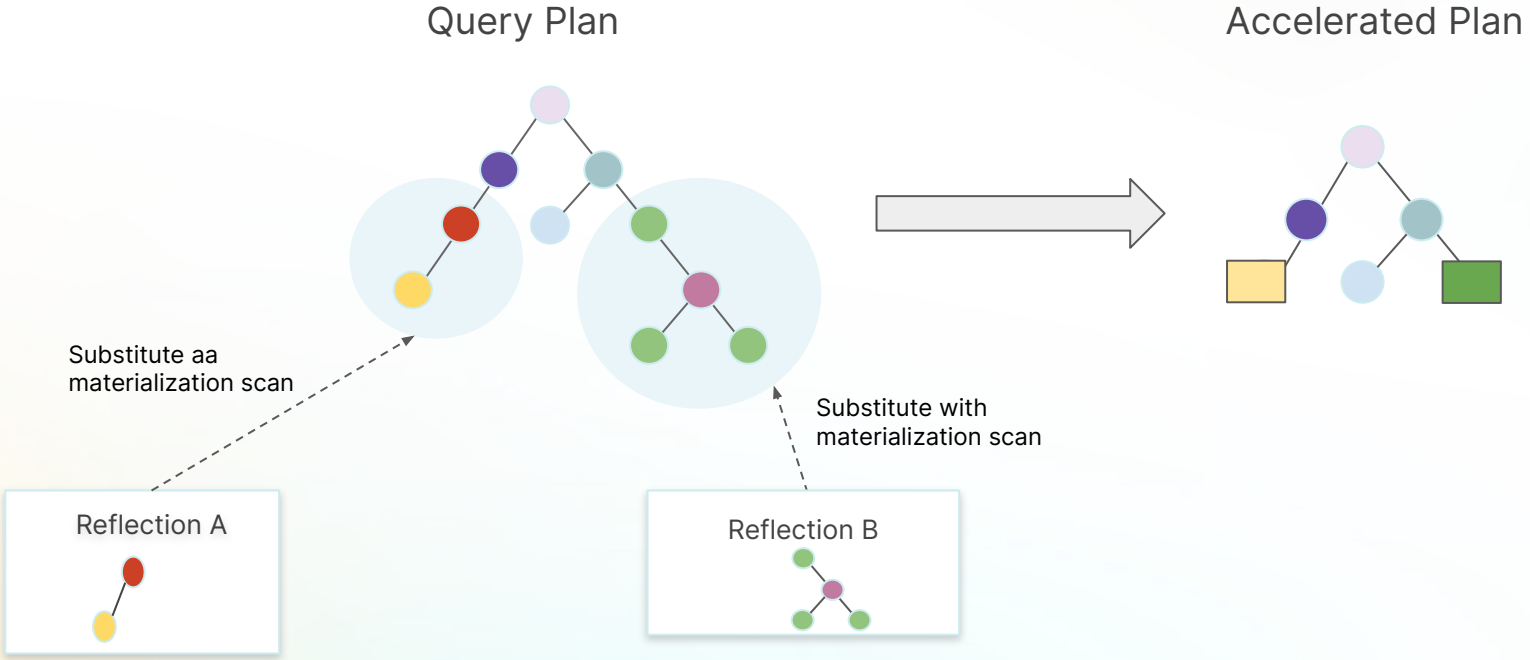 Query Plan
Accelerated Plan
Substitute aa
materialization scan
Substitute with
materialization scan
Reflection A
Reflection B